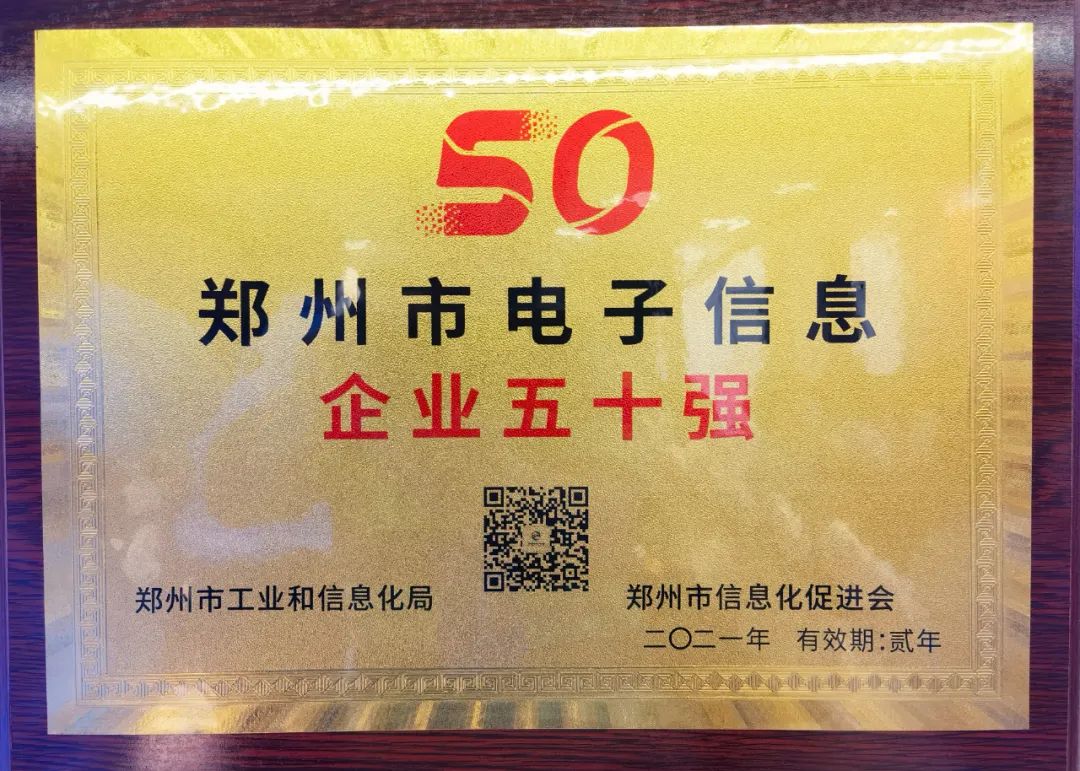 50
郑州市电子信息
企业五十强
郑州市工业和信息化局
郑州市信息化促进会
二〇二一年 有效期:贰年